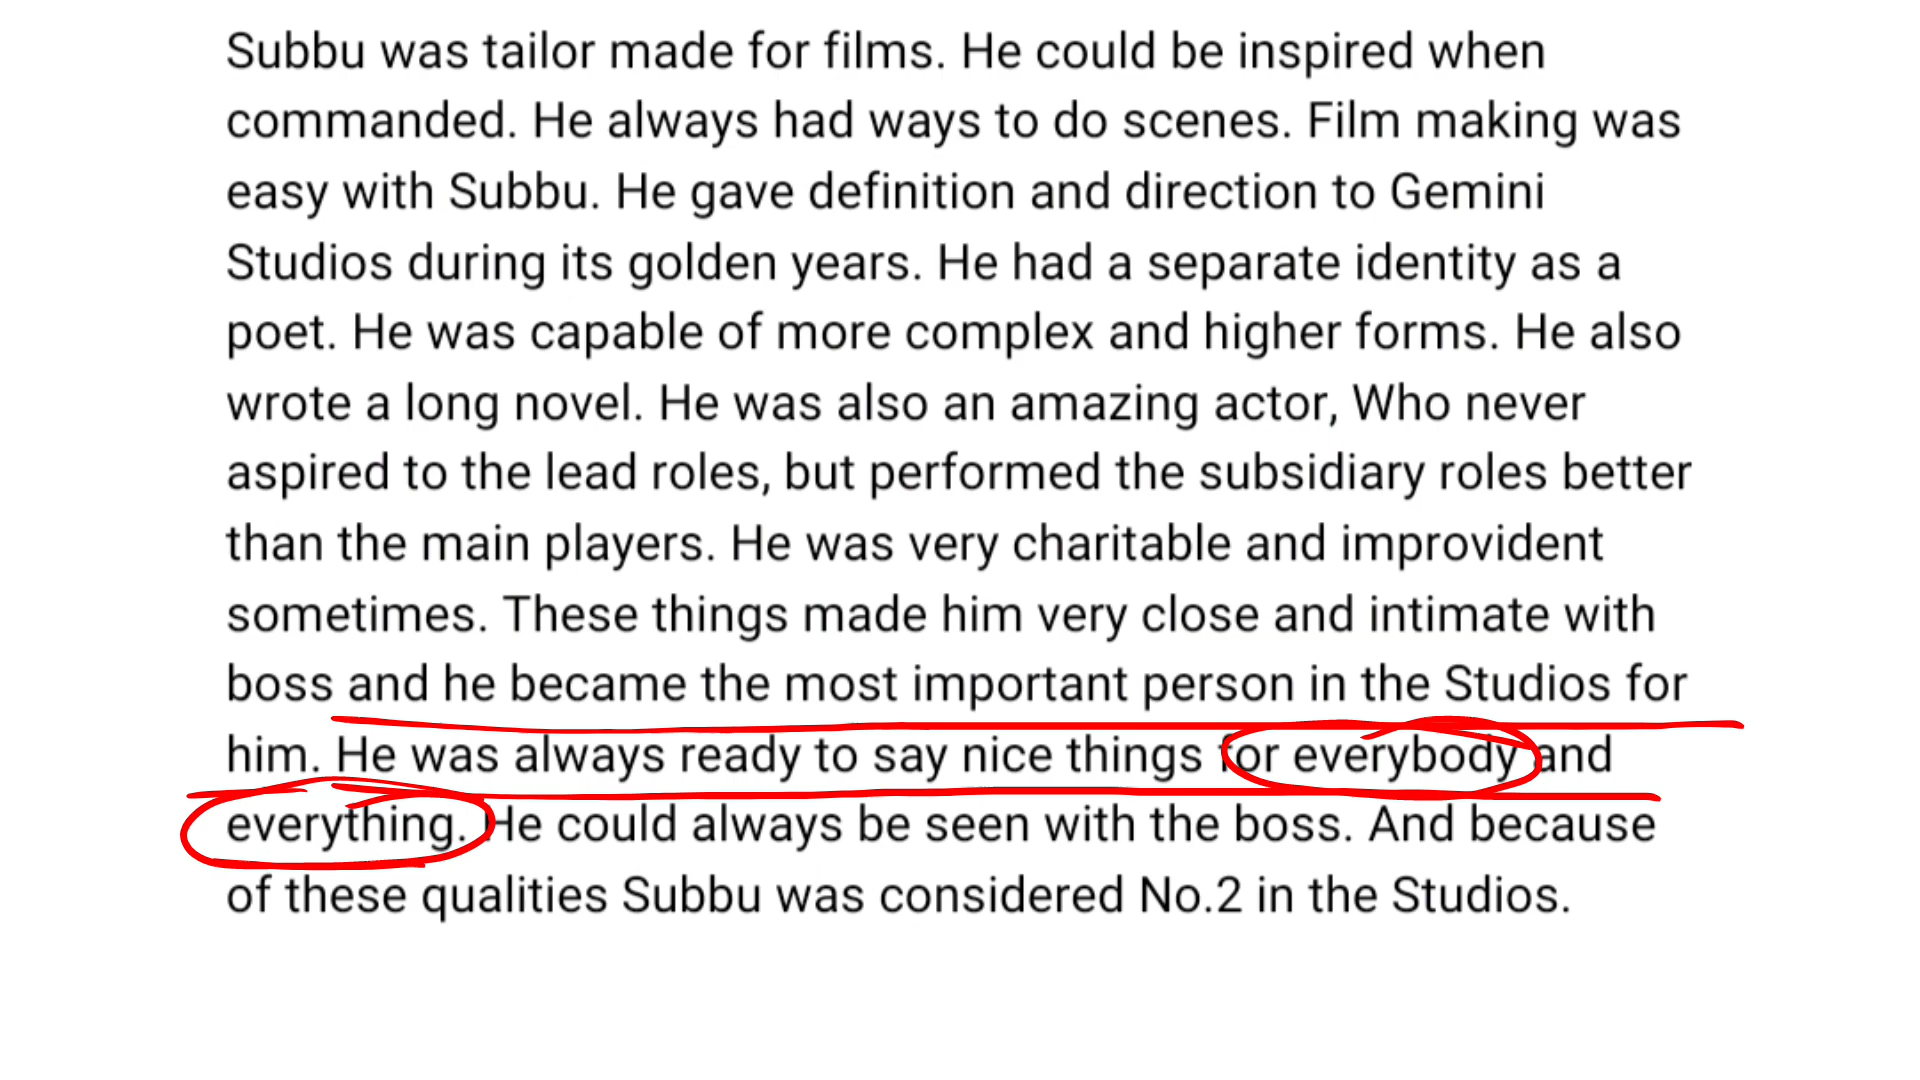 Subbu was tailor made for films. He could be inspired when
commanded. He always had ways to do scenes. Film making was
easy with Subbu. He gave definition and direction to Gemini
Studios during its golden years. He had a separate identity as a
poet. He was capable of more complex and higher forms. He also
wrote a long novel. He was also an amazing actor, Who never
aspired to the lead roles, but performed the subsidiary roles better
than the main players. He was very charitable and improvident
sometimes. These things made him very close and intimate with
boss and he became the most important person in the Studios for
him. He was always ready to say nice things for everybody and
everything. He could always be seen with the boss. And because
of these qualities Subbu was considered No.2 in the Studios.